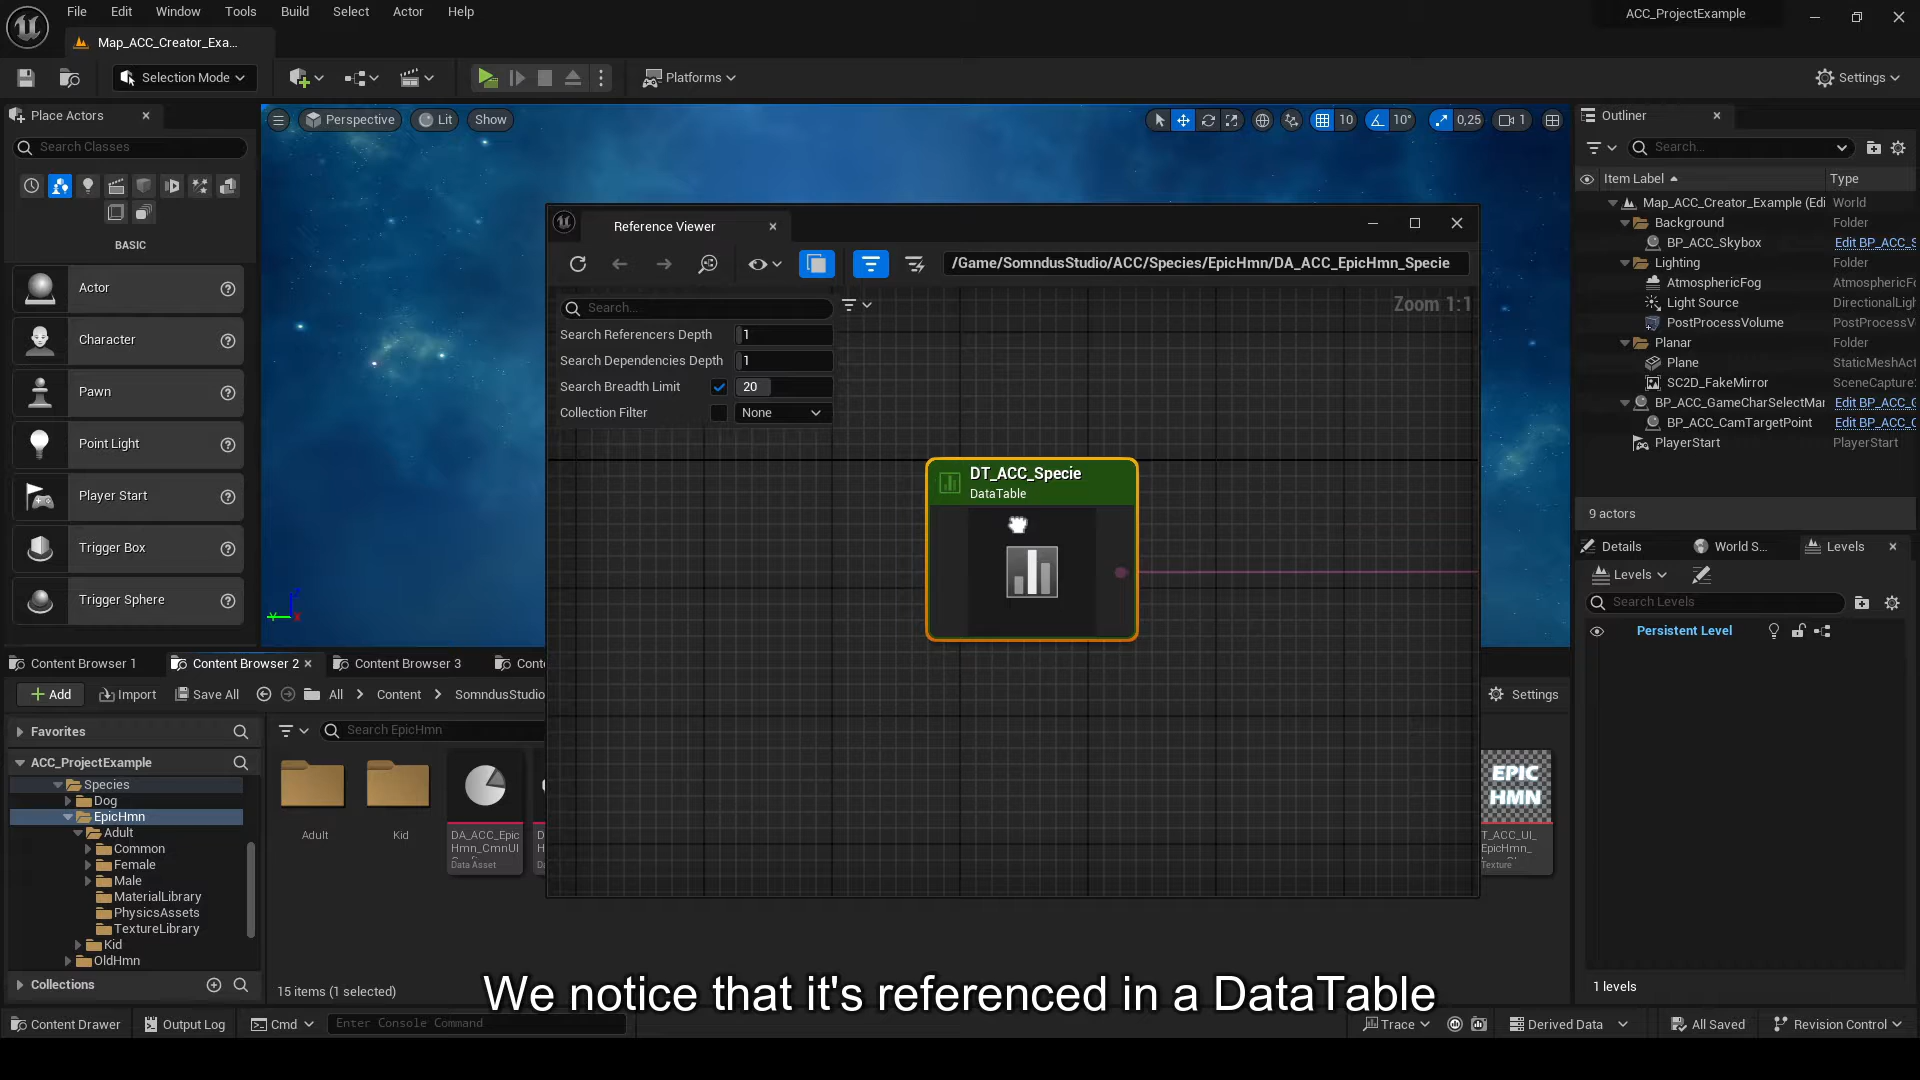 File Edit Window Tools Build Select Actor Help
ACC_ProjectExample
Map_ACC_Creator_Exa...
Selection Mode
Platforms
Settings
Place Actors
Search Classes
BASIC
Actor
Character
Pawn
Point Light
Player Start
Trigger Box
Trigger Sphere
Perspective Lit Show
10 10° 0,25 1
Reference Viewer
/Game/SomndusStudio/ACC/Species/EpicHmn/DA_ACC_EpicHmn_Specie
Search...
Zoom 1:1
Search Referencers Depth 1
Search Dependencies Depth 1
Search Breadth Limit 20
Collection Filter None
DT_ACC_Specie
DataTable
Outliner
Search...
Item Label Type
Map_ACC_Creator_Example (Edi World
Background Folder
BP_ACC_Skybox Edit BP_ACC_S
Lighting Folder
AtmosphericFog AtmosphericFo
Light Source DirectionalLigh
PostProcessVolume PostProcessV
Planar Folder
Plane StaticMeshAct
SC2D_FakeMirror SceneCapture2
BP_ACC_GameCharSelectMar Edit BP_ACC_G
BP_ACC_CamTargetPoint Edit BP_ACC_C
PlayerStart PlayerStart
9 actors
Details World S... Levels
Levels
Search Levels
Persistent Level
1 levels
Content Browser 1 Content Browser 2 Content Browser 3 Conte
Add Import Save All All Content SomndusStudio
Settings
Favorites
Search EpicHmn
ACC_ProjectExample
Species
Dog
EpicHmn
Adult
Common
Female
Male
MaterialLibrary
PhysicsAssets
TextureLibrary
Kid
OldHmn
Collections
Adult
Kid
DA_ACC_Epic
Hmn_CmnUI
Data Asset
EPIC
HMN
T_ACC_UI_
EpicHmn_
Texture
15 items (1 selected)
We notice that it's referenced in a DataTable
Content Drawer Output Log Cmd Enter Console Command
Trace Derived Data All Saved Revision Control